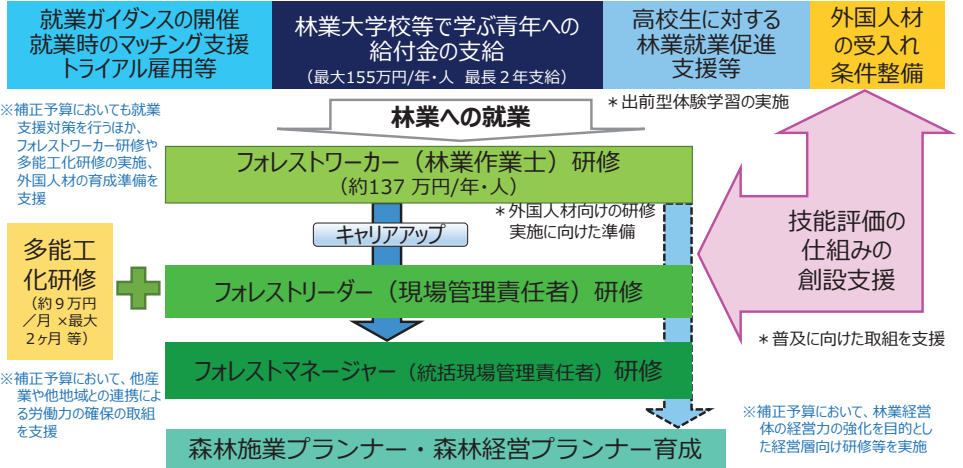 就業ガイダンスの開催
就業時のマッチング支援
トライアル雇用等
林業大学校等で学ぶ青年への
給付金の支給
（最大155万円/年・人　最長２年支給）
高校生に対する
林業就業促進
支援等
外国人材
の受入れ
条件整備
※補正予算においても就業
支援対策を行うほか、
フォレストワーカー研修や
多能工化研修の実施、
外国人材の育成準備を
支援
林業への就業
＊出前型体験学習の実施
フォレストワーカー（林業作業士）研修
（約137 万円/年・人）
＊外国人材向けの研修
実施に向けた準備
キャリアアップ
技能評価の
仕組みの
創設支援
多能工
化研修
（約９万円
／月 ×最大
２ヶ月 等）
フォレストリーダー（現場管理責任者）研修
＊普及に向けた取組を支援
フォレストマネージャー（統括現場管理責任者）研修
※補正予算において、他産
業や他地域との連携によ
る労働力の確保の取組
を支援
※補正予算において、林業経営
体の経営力の強化を目的と
した経営層向け研修等を実施
森林施業プランナー・森林経営プランナー育成